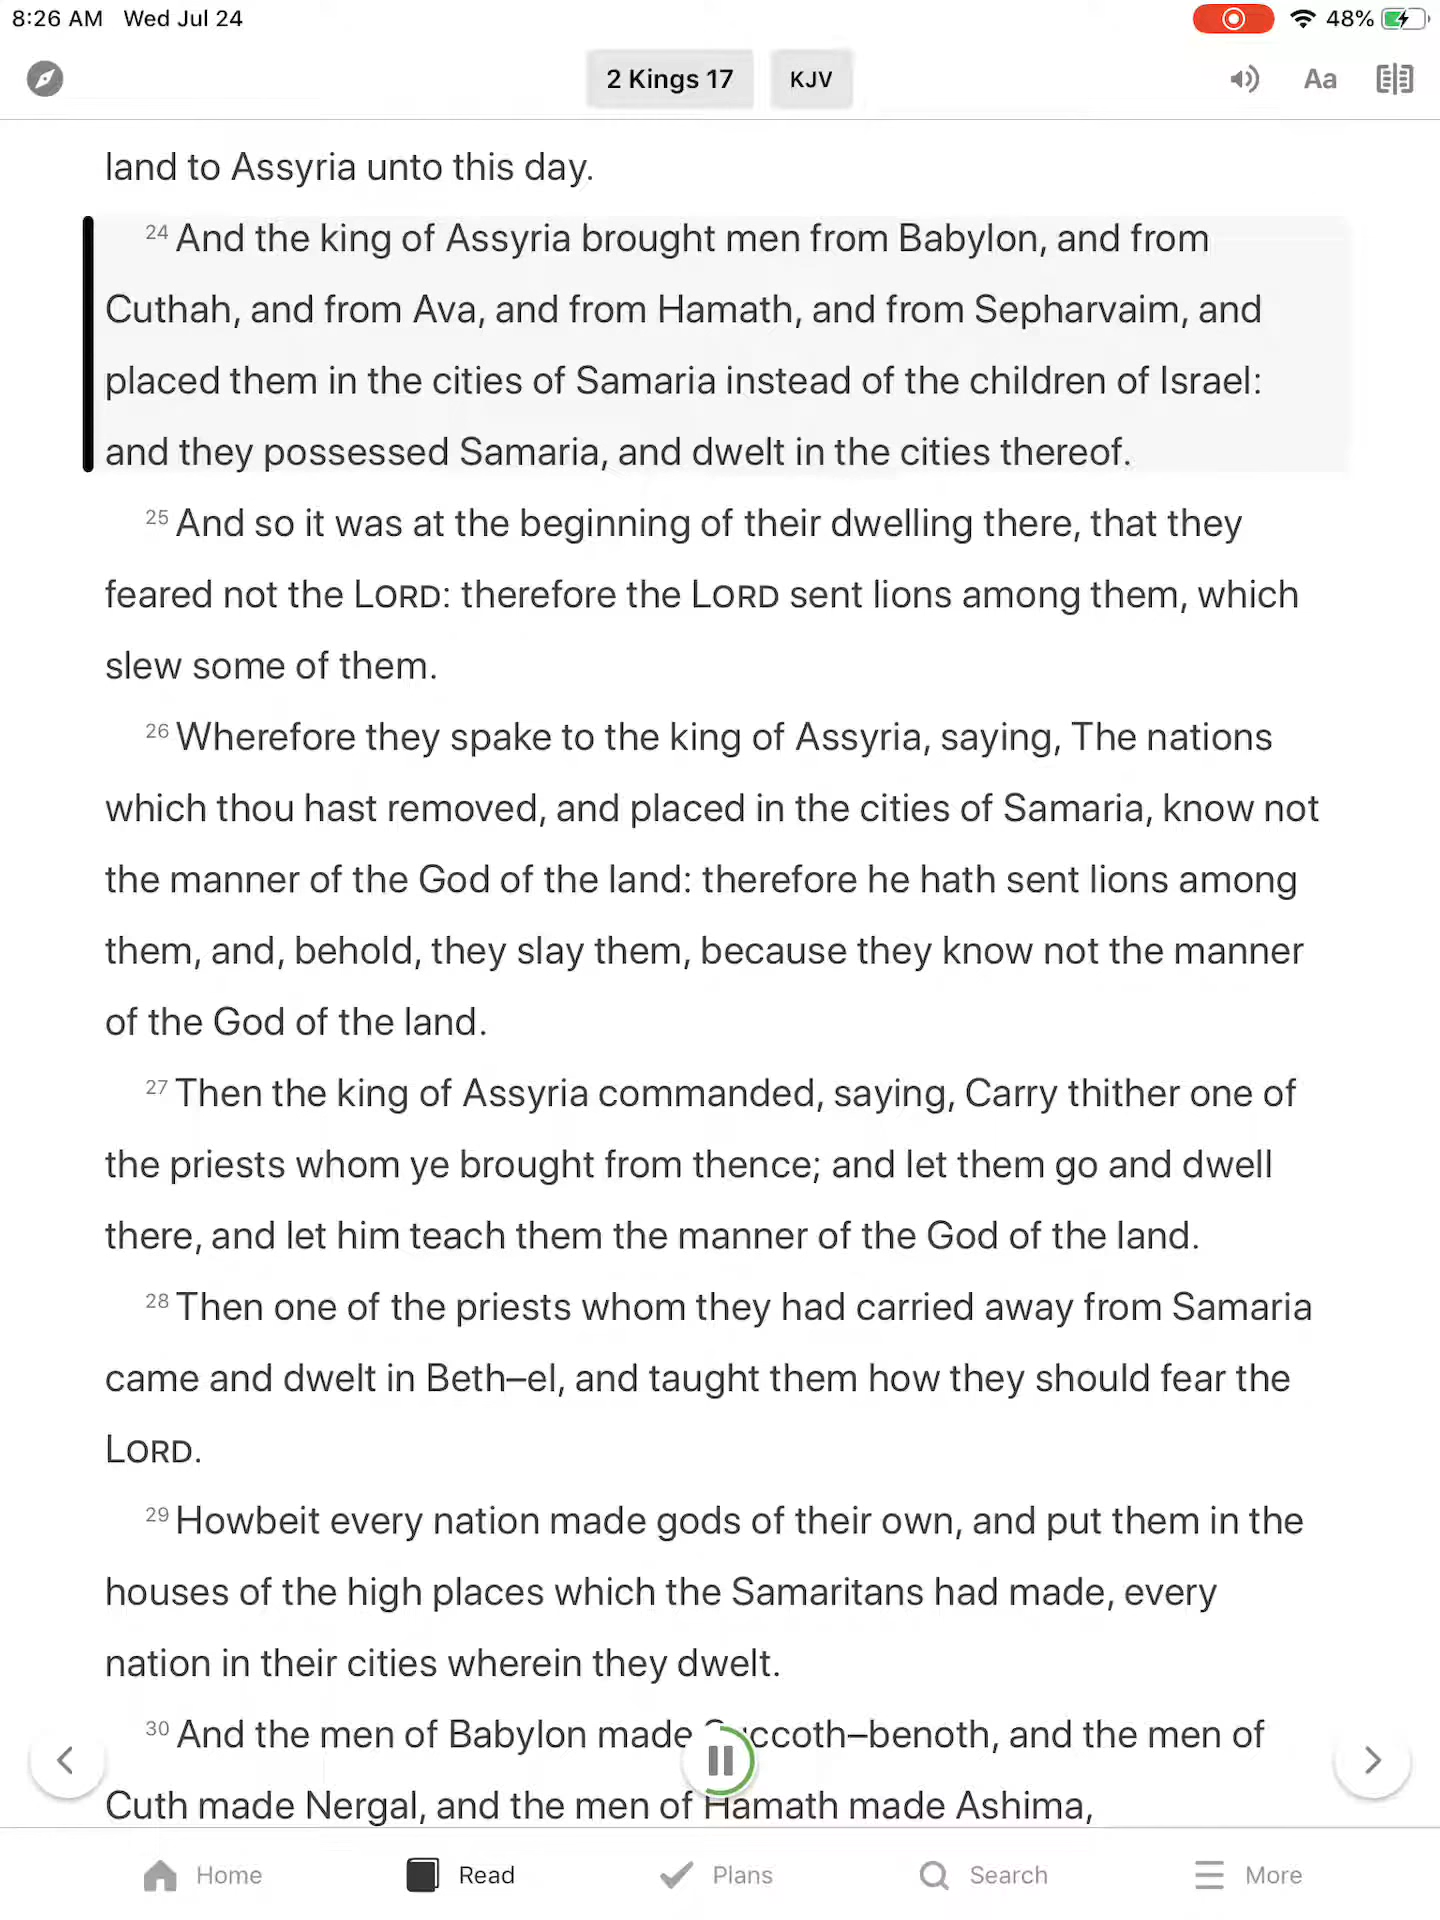 8:26 AM Wed Jul 24 48%
2 Kings 17 KJV Aa
land to Assyria unto this day.
24 And the king of Assyria brought men from Babylon, and from
Cuthah, and from Ava, and from Hamath, and from Sepharvaim, and
placed them in the cities of Samaria instead of the children of Israel:
and they possessed Samaria, and dwelt in the cities thereof.
25 And so it was at the beginning of their dwelling there, that they
feared not the LORD: therefore the LORD sent lions among them, which
slew some of them.
26 Wherefore they spake to the king of Assyria, saying, The nations
which thou hast removed, and placed in the cities of Samaria, know not
the manner of the God of the land: therefore he hath sent lions among
them, and, behold, they slay them, because they know not the manner
of the God of the land.
27 Then the king of Assyria commanded, saying, Carry thither one of
the priests whom ye brought from thence; and let them go and dwell
there, and let him teach them the manner of the God of the land.
28 Then one of the priests whom they had carried away from Samaria
came and dwelt in Beth–el, and taught them how they should fear the
LORD.
29 Howbeit every nation made gods of their own, and put them in the
houses of the high places which the Samaritans had made, every
nation in their cities wherein they dwelt.
30 And the men of Babylon made Succoth–benoth, and the men of
Cuth made Nergal, and the men of Hamath made Ashima,
Home Read Plans Search More